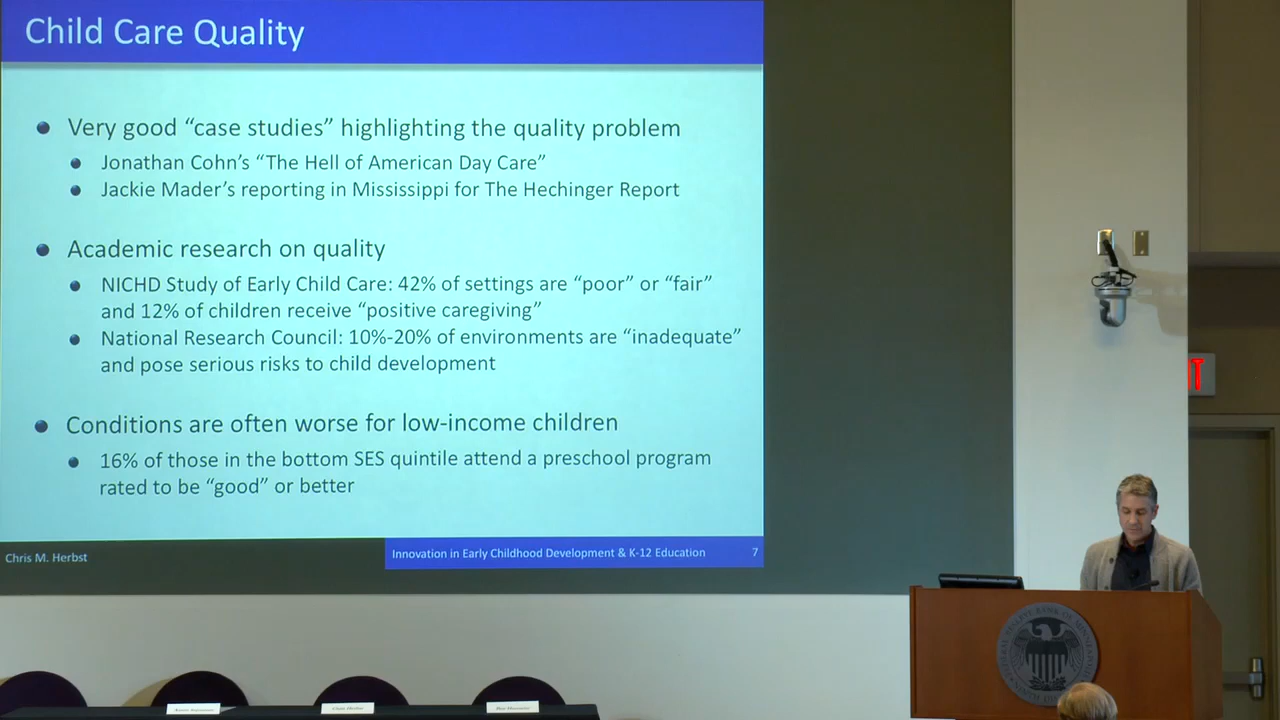 Child Care Quality
Very good “case studies” highlighting the quality problem
Jonathan Cohn’s “The Hell of American Day Care”
Jackie Mader’s reporting in Mississippi for The Hechinger Report
Academic research on quality
NICHD Study of Early Child Care: 42% of settings are “poor” or “fair”
and 12% of children receive “positive caregiving”
National Research Council: 10%-20% of environments are “inadequate”
and pose serious risks to child development
Conditions are often worse for low-income children
16% of those in the bottom SES quintile attend a preschool program
rated to be “good” or better
Chris M. Herbst
Innovation in Early Childhood Development & K-12 Education 7